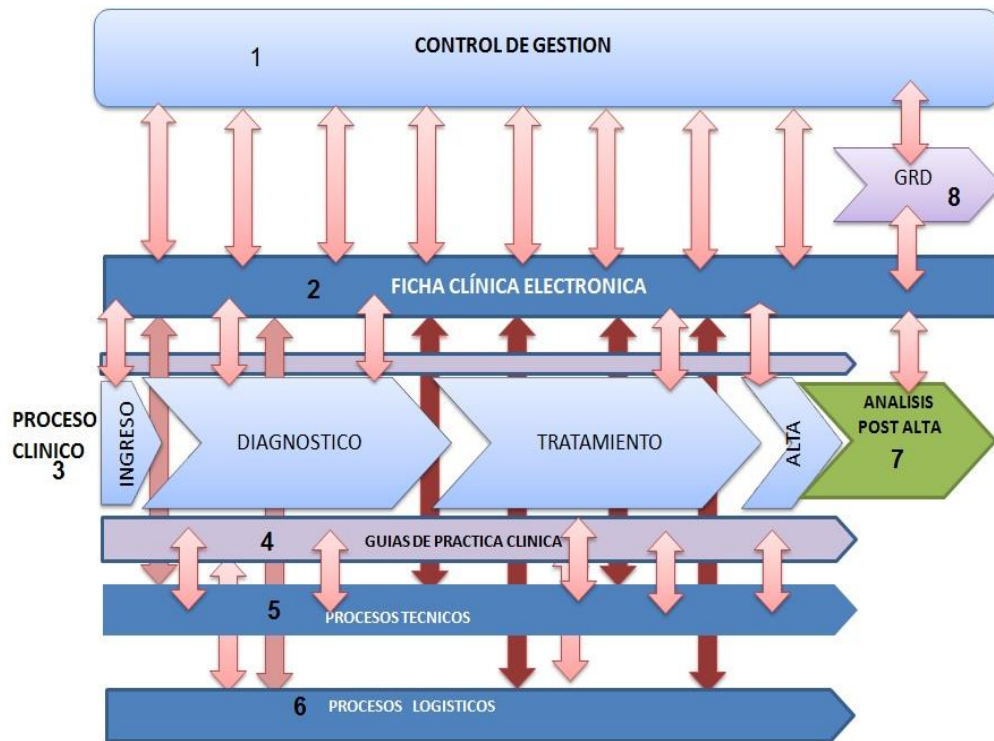 1 CONTROL DE GESTION
GRD
8
2 FICHA CLÍNICA ELECTRONICA
PROCESO
CLINICO
3
INGRESO
DIAGNOSTICO
TRATAMIENTO
ALTA
ANALISIS
POST ALTA
7
4 GUIAS DE PRACTICA CLINICA
5 PROCESOS TECNICOS
6 PROCESOS LOGISTICOS